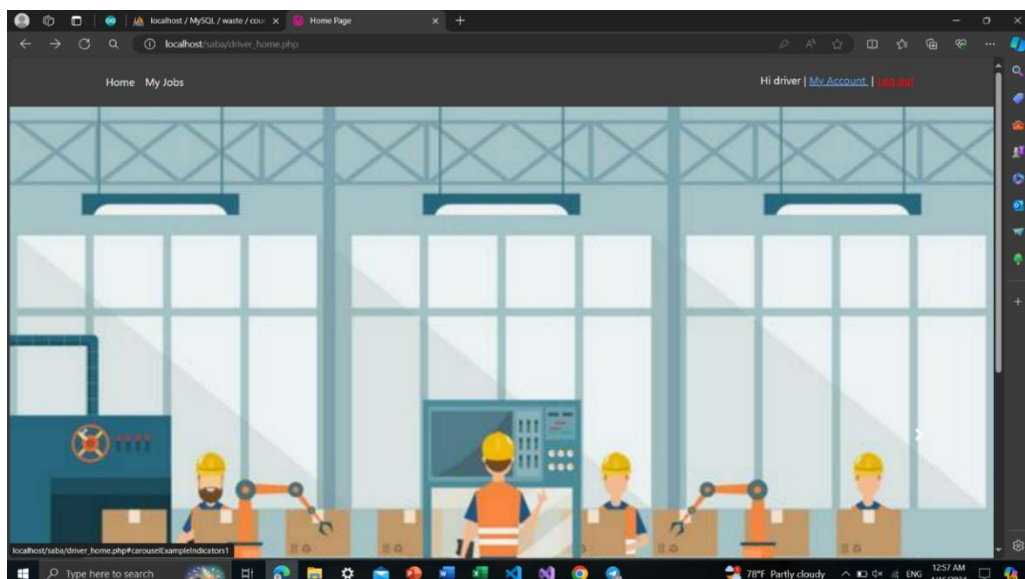 localhost / MySQL / waste / cour
Home Page
localhost/saba/driver_home.php
Home My Jobs
Hi driver | My Account | Log out
localhost/saba/driver_home.php#carouselExampleIndicators1
Type here to search
78°F Partly cloudy
ENG
12:57 AM